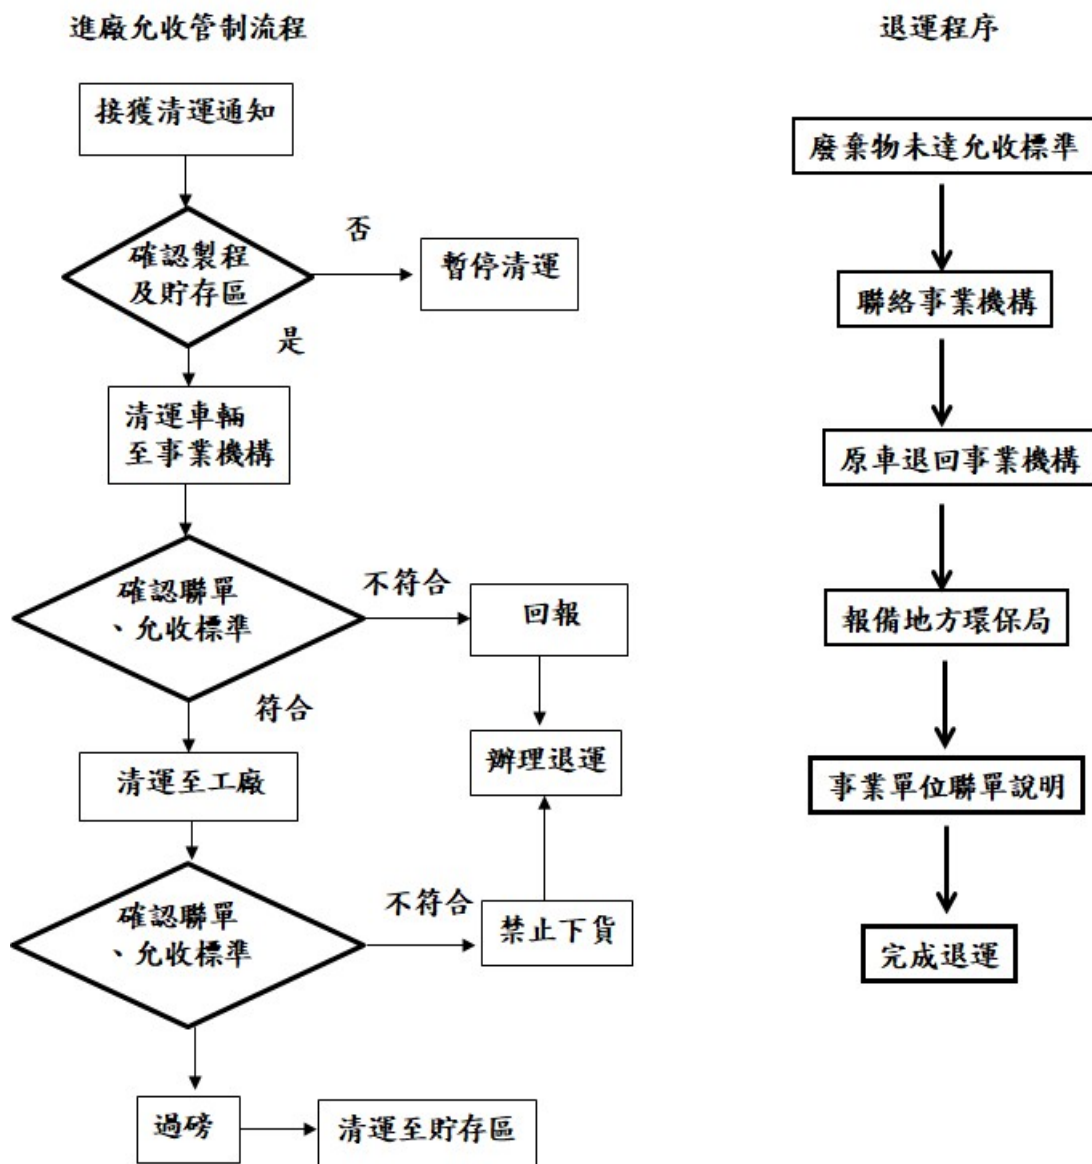 進廠允收管制流程
接獲清運通知
確認製程
及貯存區
否
暫停清運
是
清運車輛
至事業機構
確認聯單
、允收標準
不符合
回報
符合
辦理退運
清運至工廠
確認聯單
、允收標準
不符合
禁止下貨
過磅
清運至貯存區
退運程序
廢棄物未達允收標準
聯絡事業機構
原車退回事業機構
報備地方環保局
事業單位聯單說明
完成退運